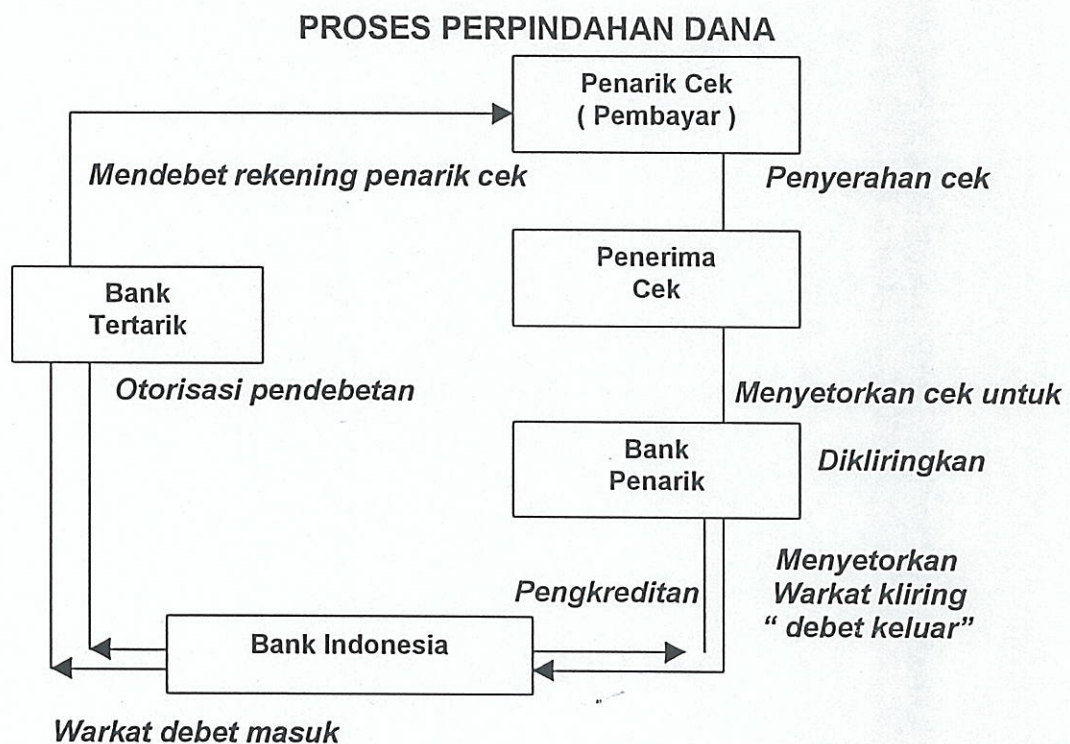 PROSES PERPINDAHAN DANA
Penarik Cek
( Pembayar )
Mendebet rekening penarik cek
Penyerahan cek
Penerima
Cek
Bank
Tertarik
Otorisasi pendebetan
Menyetorkan cek untuk
Bank
Penarik
Dikliringkan
Menyetorkan
Warkat kliring
“ debet keluar”
Pengkreditan
Bank Indonesia
Warkat debet masuk